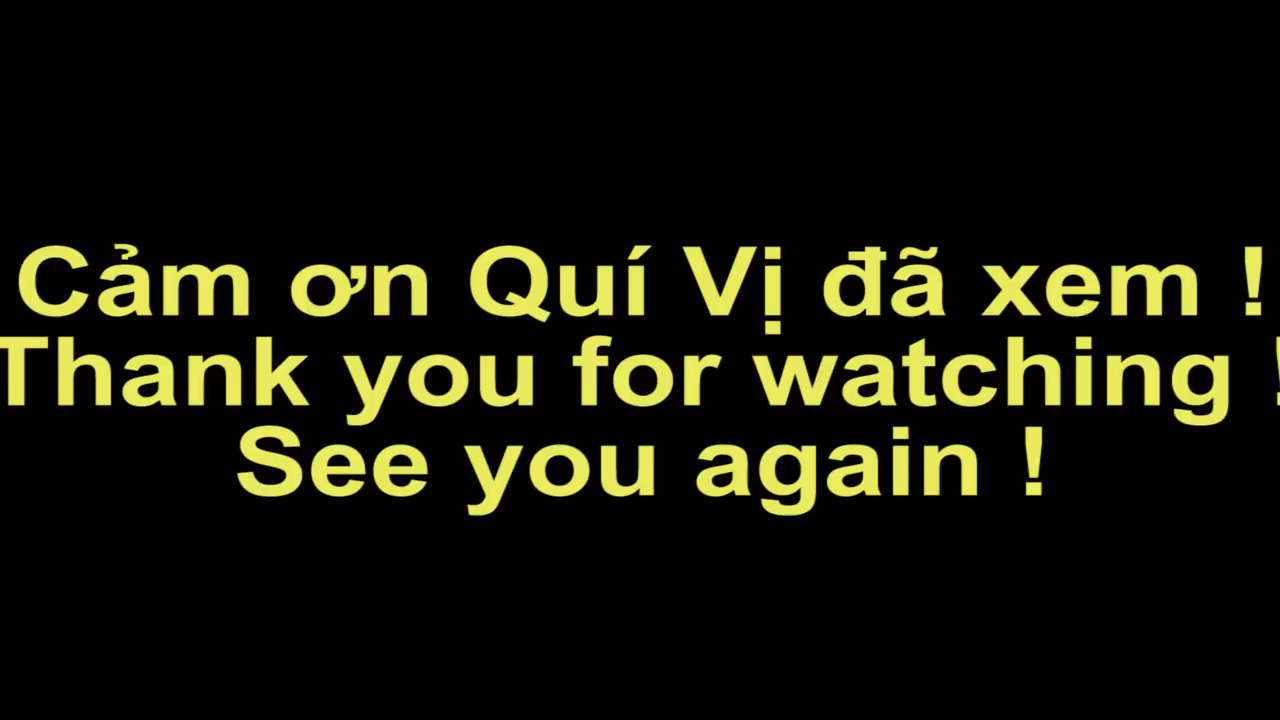 Cảm ơn Quí Vị đã xem !
Thank you for watching !
See you again !